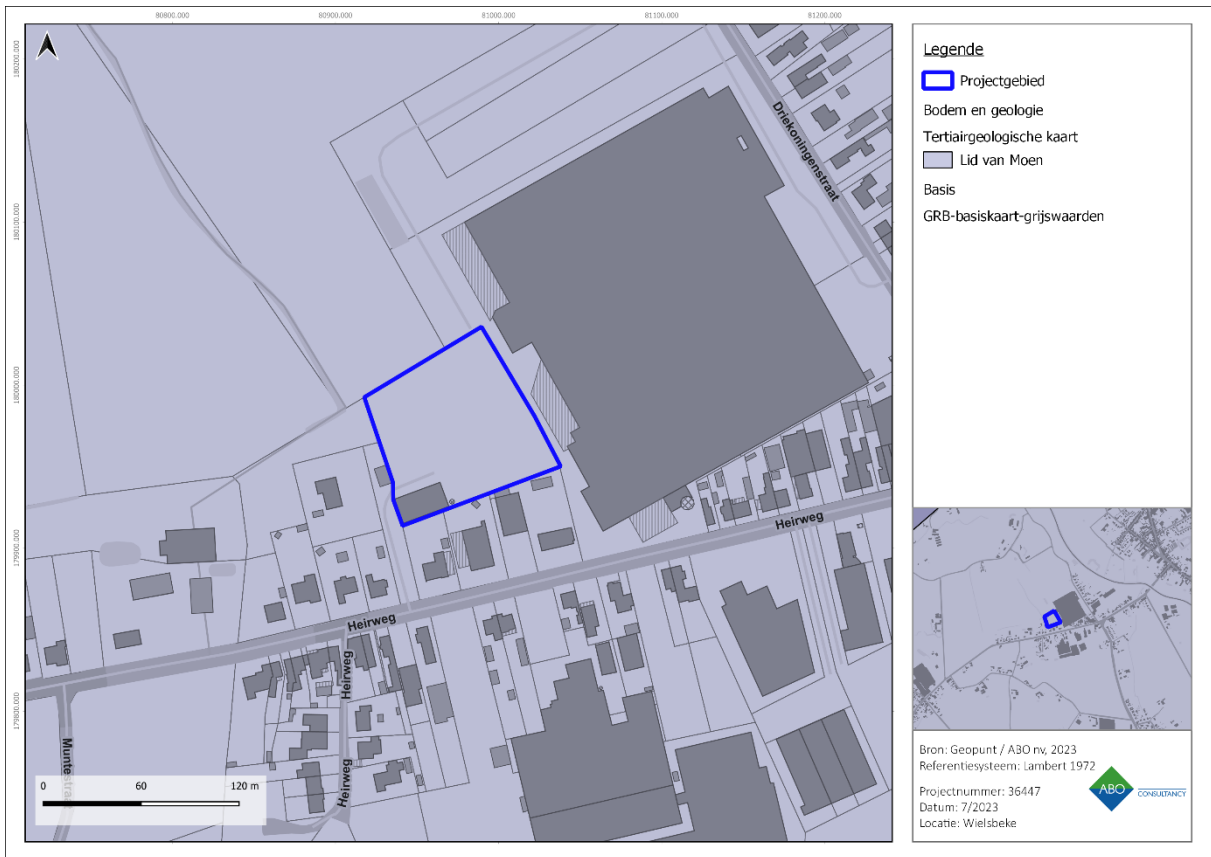 80800.000 80900.000 81000.000 81100.000 81200.000
180200.000
180100.000
180000.000
179900.000
179800.000
Driekoningenstraat
Heirweg
Heirweg
Heirweg
Heirweg
Muntestraat
0 60 120 m
Legende
Projectgebied
Bodem en geologie
Tertiairgeologische kaart
Lid van Moen
Basis
GRB-basiskaart-grijswaarden
Bron: Geopunt / ABO nv, 2023
Referentiesysteem: Lambert 1972
Projectnummer: 36447
Datum: 7/2023
Locatie: Wielsbeke
ABO CONSULTANCY